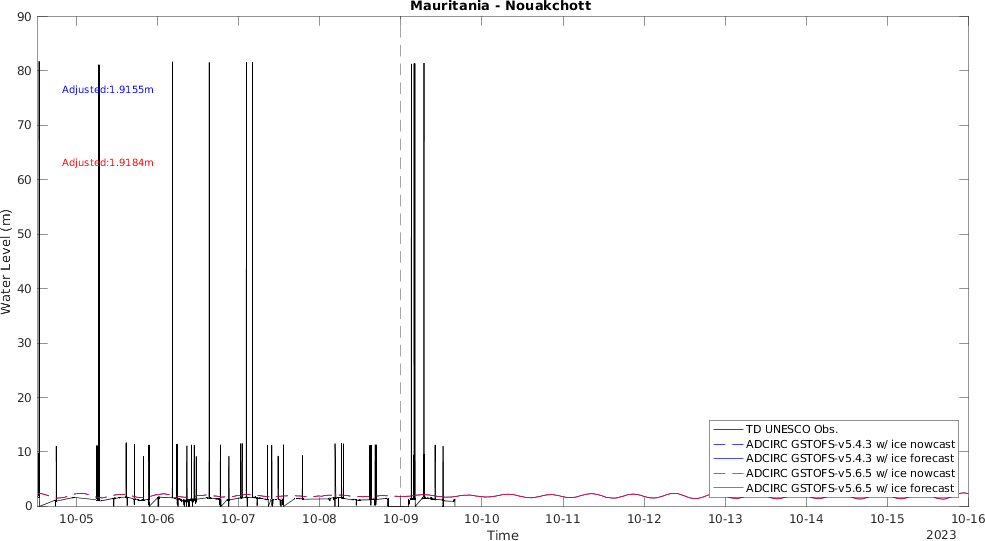 Mauritania - Nouakchott
90
80
70
60
50
40
30
20
10
0
Water Level (m)
Adjusted:1.9155m
Adjusted:1.9184m
TD UNESCO Obs.
ADCIRC GSTOFS-v5.4.3 w/ ice nowcast
ADCIRC GSTOFS-v5.4.3 w/ ice forecast
ADCIRC GSTOFS-v5.6.5 w/ ice nowcast
ADCIRC GSTOFS-v5.6.5 w/ ice forecast
10-05 10-06 10-07 10-08 10-09 10-10 10-11 10-12 10-13 10-14 10-15 10-16
Time
2023